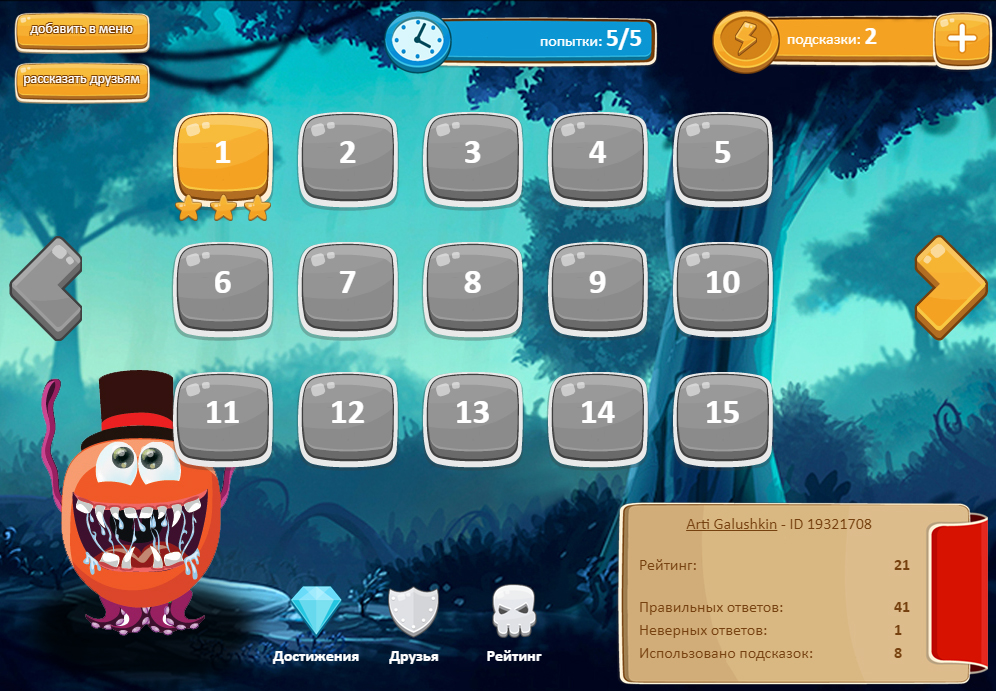 добавить в меню
рассказать друзьям
попытки: 5/5
подсказки: 2
1 2 3 4 5
6 7 8 9 10
11 12 13 14 15
Достижения Друзья Рейтинг
Arti Galushkin - ID 19321708
Рейтинг: 21
Правильных ответов: 41
Неверных ответов: 1
Использовано подсказок: 8